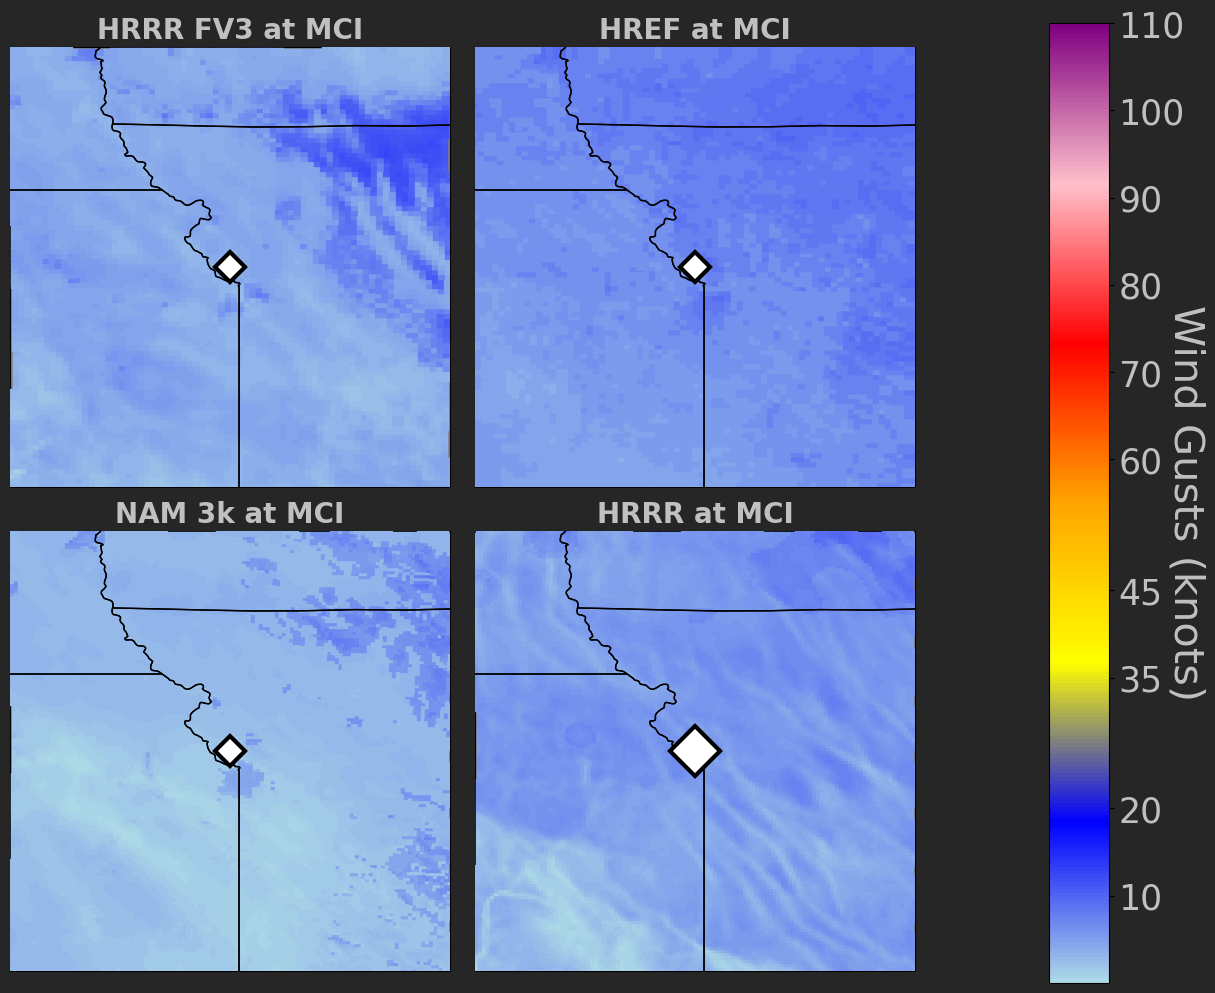 HRRR FV3 at MCI
HREF at MCI
NAM 3k at MCI
HRRR at MCI
110
100
90
80
70
60
45
35
20
10
Wind Gusts (knots)